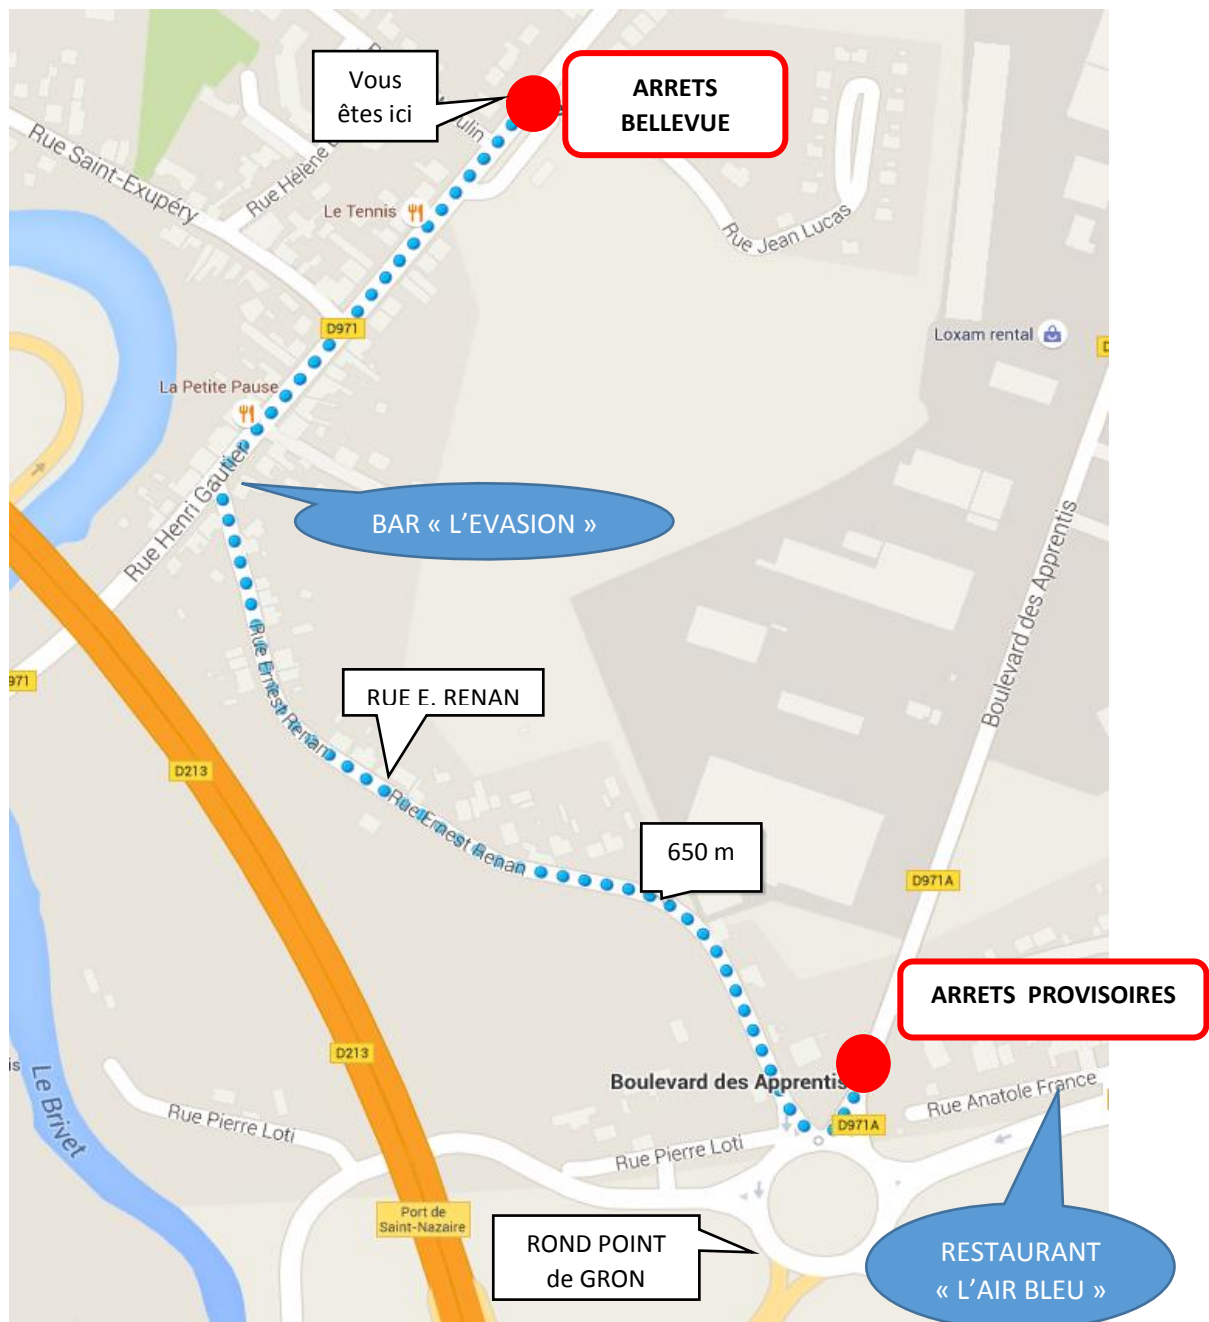 Vous
êtes ici
ARRETS
BELLEVUE
Rue Saint-Exupéry
Rue Hélène
Le Tennis
Rue Jean Lucas
D971
Loxam rental
La Petite Pause
Rue Henri Gautier
BAR « L'EVASION »
Boulevard des Apprentis
Rue Ernest Renan
RUE E. RENAN
971
D213
Rue Ernest Renan
650 m
D971A
ARRETS PROVISOIRES
D213
Le Brivet
Boulevard des Apprentis
Rue Anatole France
Rue Pierre Loti
D971A
Rue Pierre Loti
Port de
Saint-Nazaire
ROND POINT
de GRON
RESTAURANT
« L'AIR BLEU »